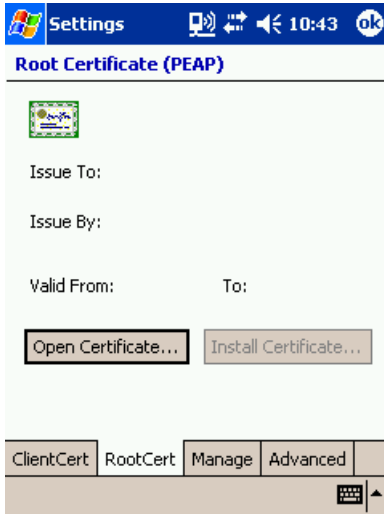 Settings 10:43 ok
Root Certificate (PEAP)
Issue To:
Issue By:
Valid From: To:
Open Certificate... Install Certificate...
ClientCert RootCert Manage Advanced